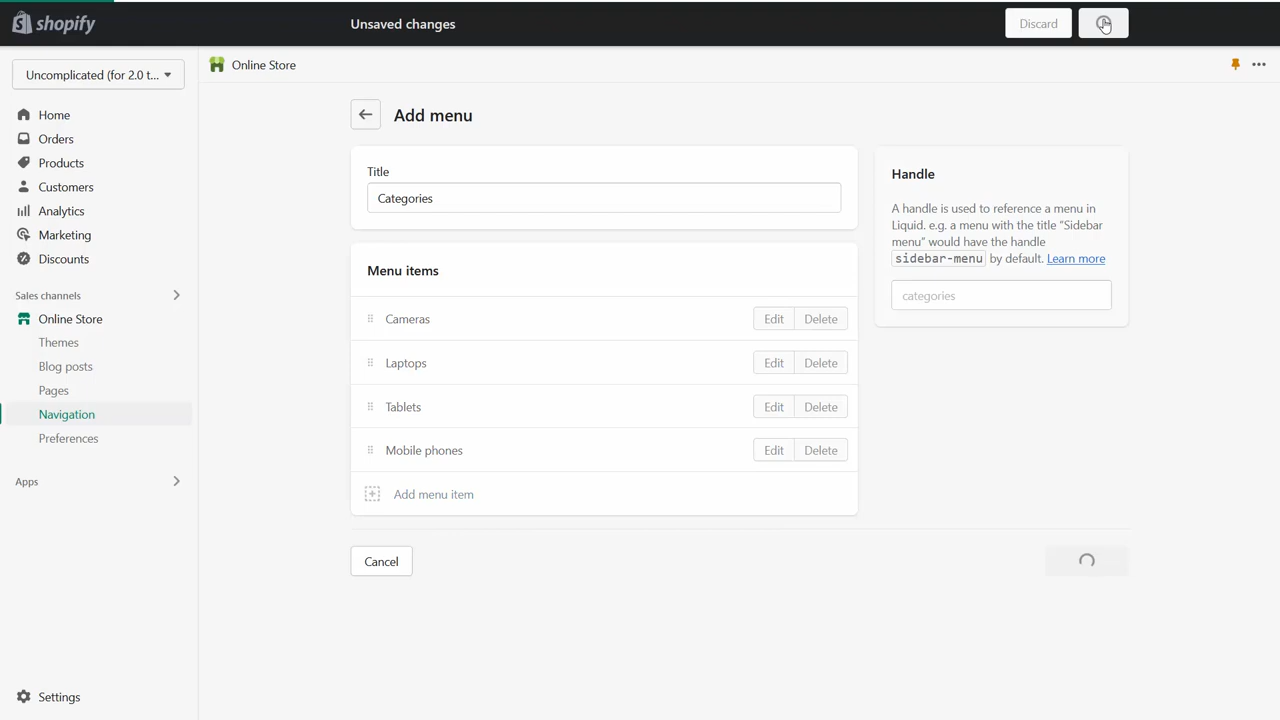 shopify
Unsaved changes
Discard
Uncomplicated (for 2.0 t...
Online Store
Home
Orders
Products
Customers
Analytics
Marketing
Discounts
Sales channels
Online Store
Themes
Blog posts
Pages
Navigation
Preferences
Apps
Settings
Add menu
Title
Categories
Menu items
Cameras
Edit
Delete
Laptops
Edit
Delete
Tablets
Edit
Delete
Mobile phones
Edit
Delete
Add menu item
Cancel
Handle
A handle is used to reference a menu in
Liquid. e.g. a menu with the title “Sidebar
menu” would have the handle
sidebar-menu by default. Learn more
categories